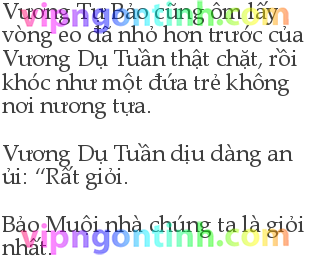 Vương Tư Bảo cũng ôm lấy
vòng eo đã nhỏ hơn trước của
Vương Dụ Tuần thật chặt, rồi
khóc như một đứa trẻ không
nơi nương tựa.
Vương Dụ Tuần dịu dàng an
ủi: “Rất giỏi.
Bảo Muội nhà chúng ta là giỏi
nhất.
vipngontinh.com
vipngontinh.com